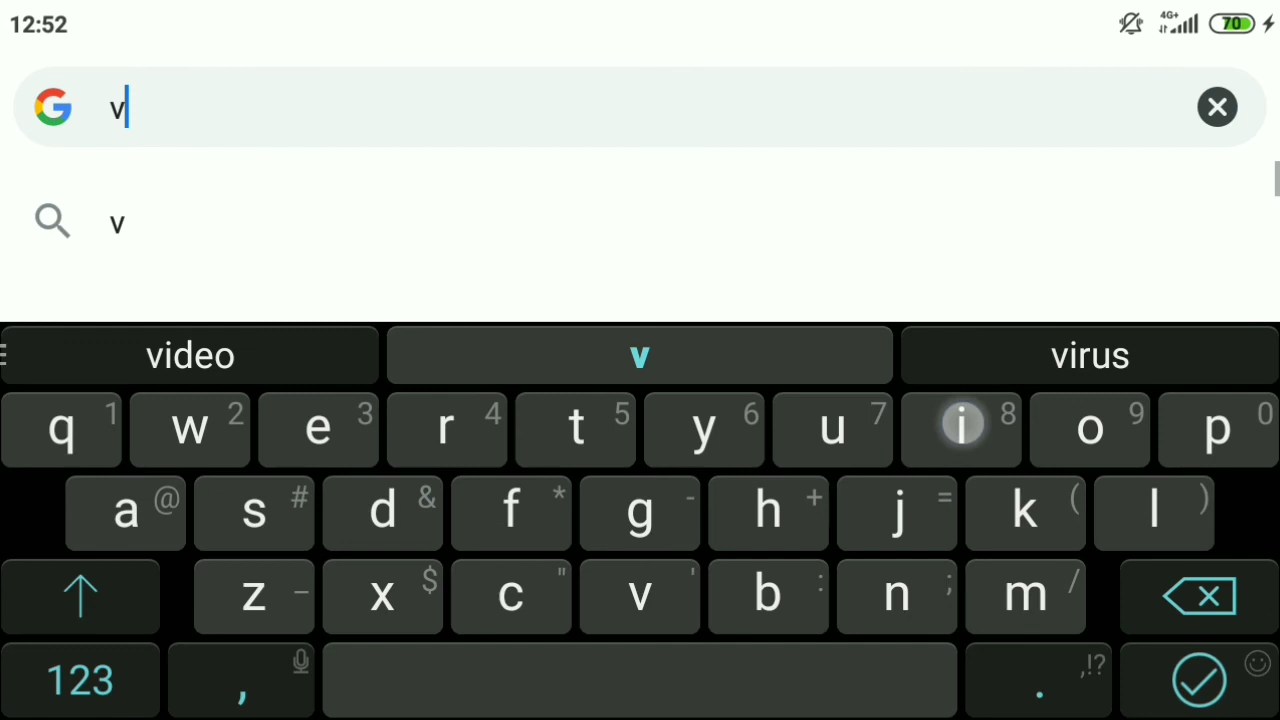 12:52 4G+ 70
v
v
video v virus
q 1 w 2 e 3 r 4 t 5 y 6 u 7 i 8 o 9 p 0
a @ s # d & f * g - h + j = k ( l )
z _ x $ c " v ' b : n ; m /
123 , . ,!?